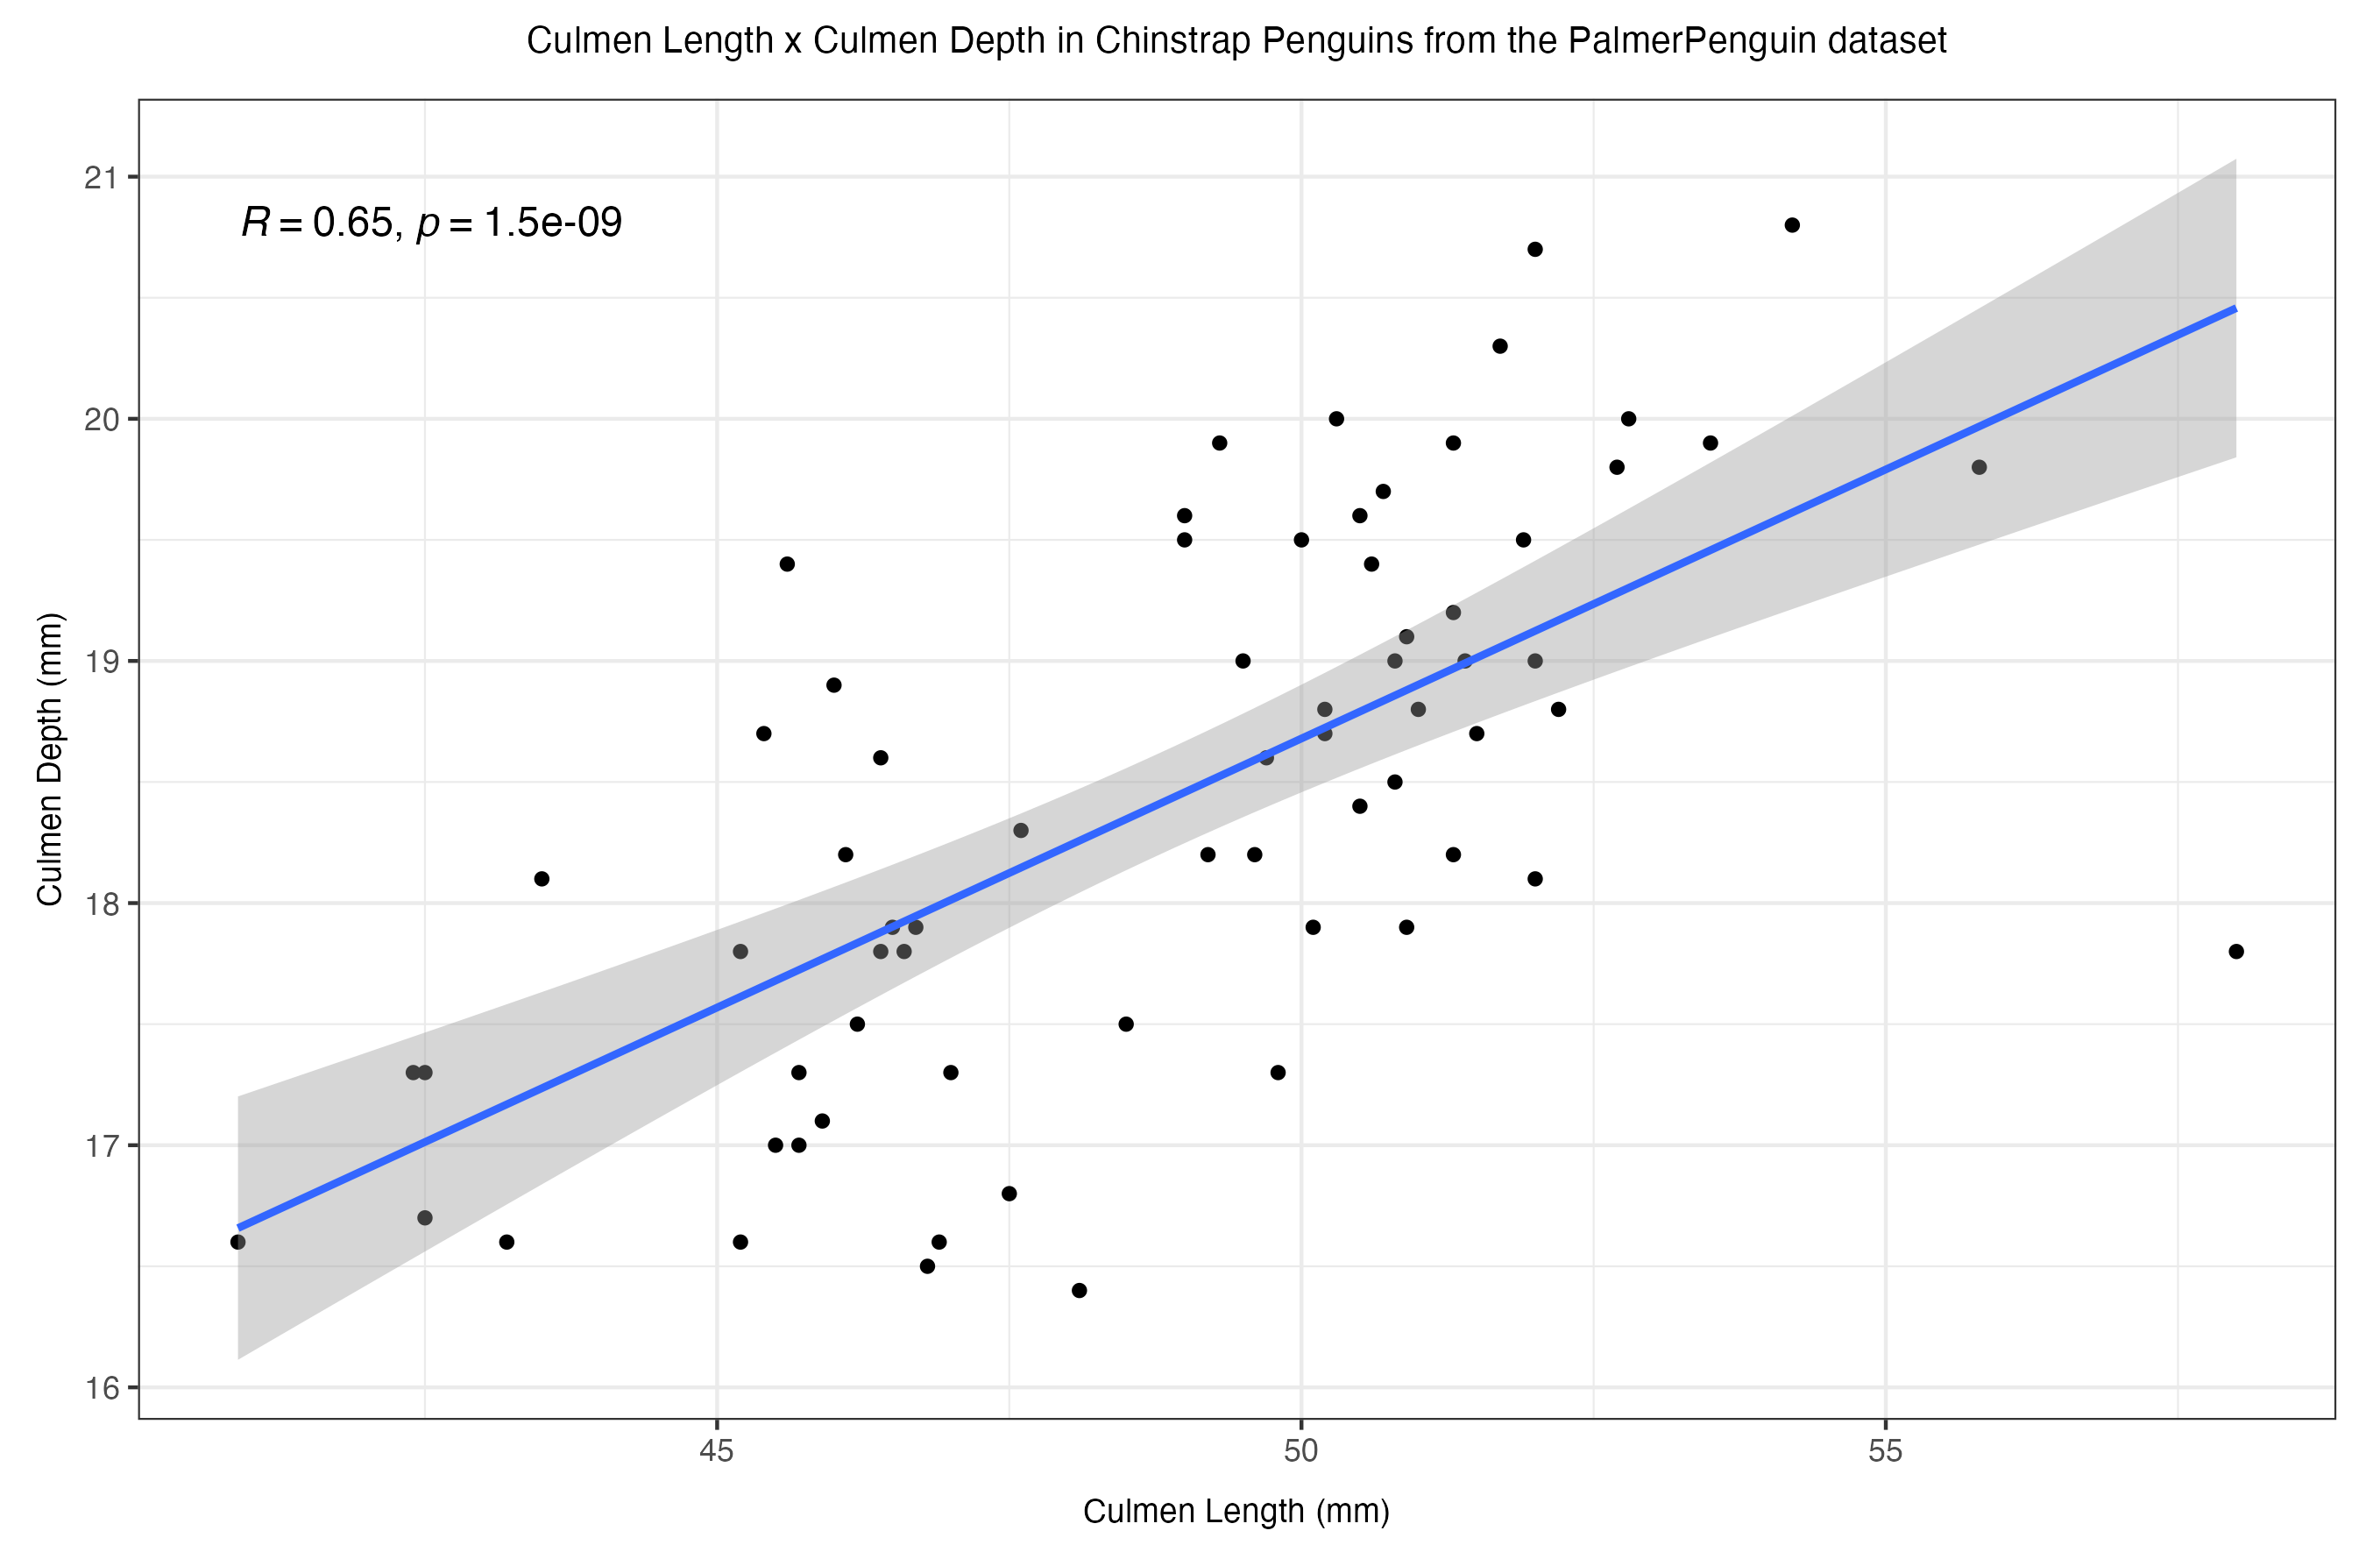 Culmen Length x Culmen Depth in Chinstrap Penguins from the PalmerPenguin dataset
R = 0.65, p = 1.5e-09
Culmen Depth (mm)
21
20
19
18
17
16
45 50 55
Culmen Length (mm)